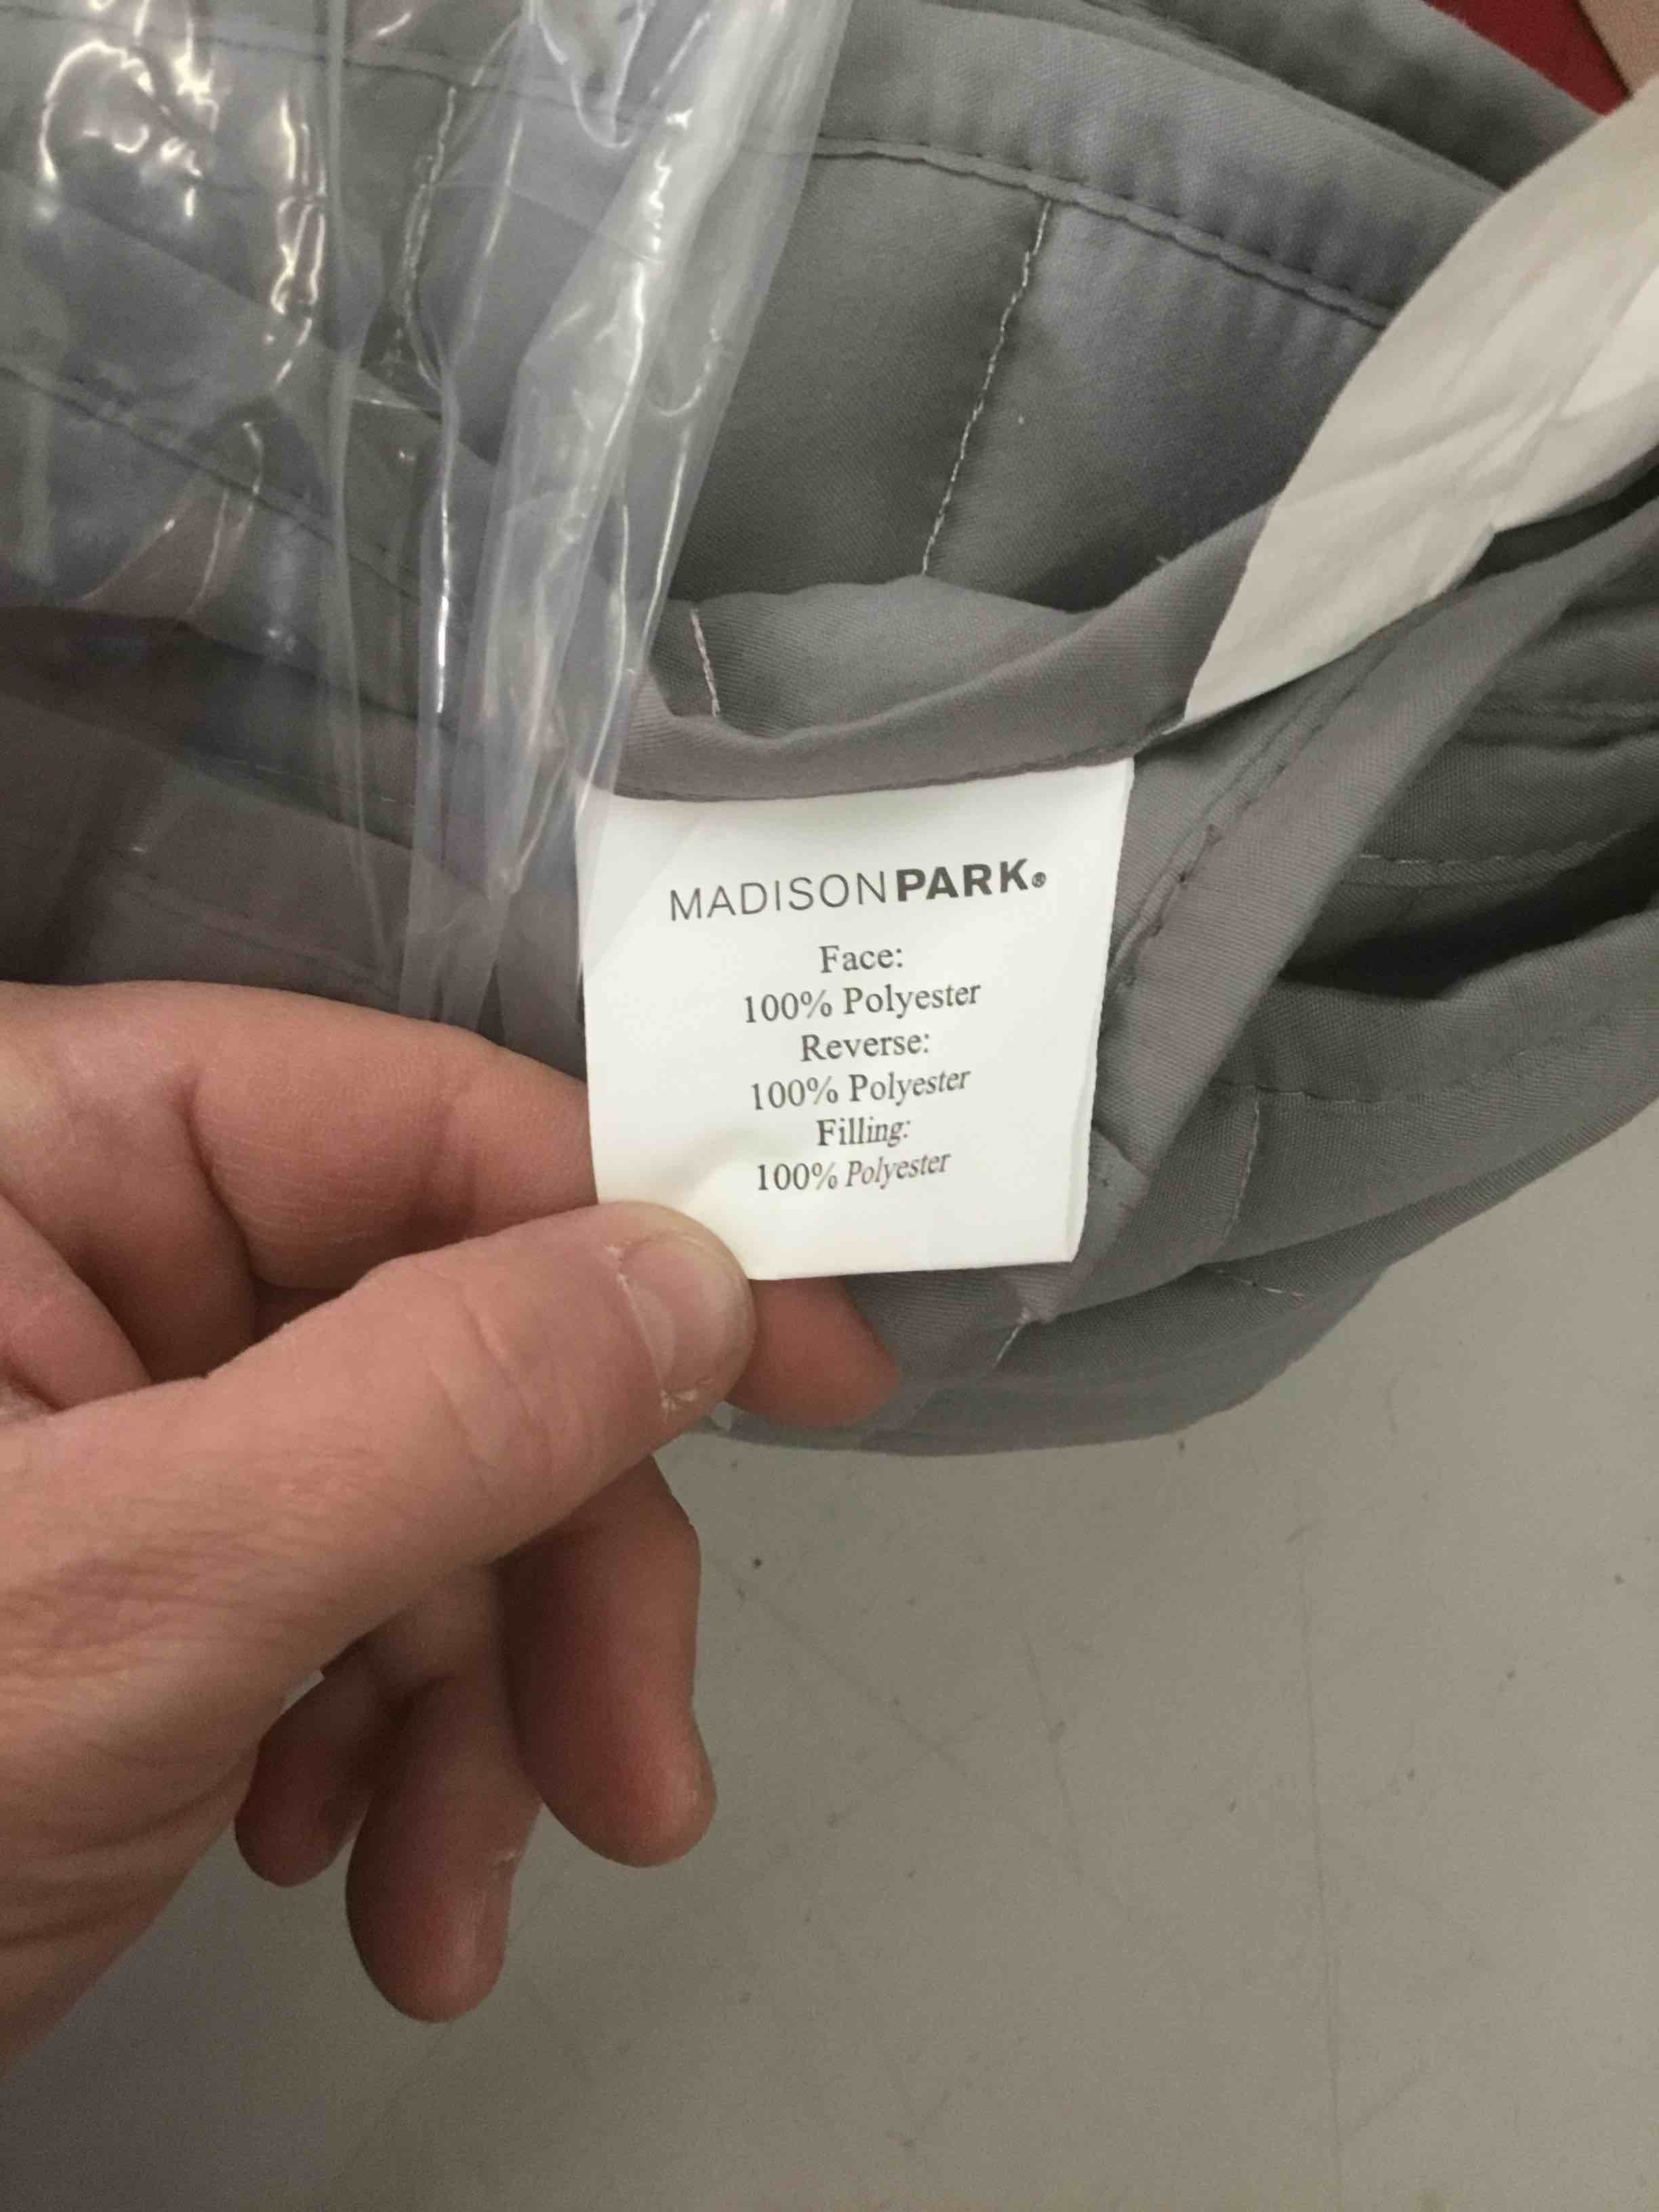 MADISONPARK®
Face:
100% Polyester
Reverse:
100% Polyester
Filling:
100% Polyester